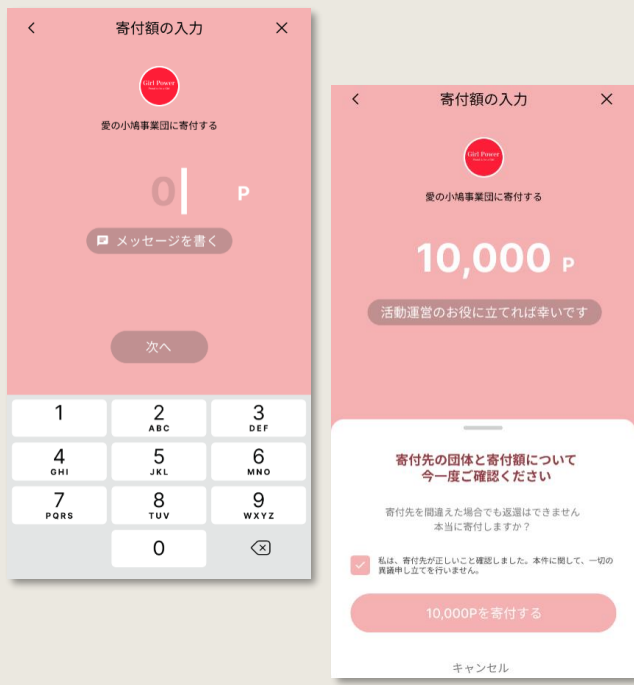 寄付額の入力
Girl Power
愛の小鳩事業団に寄付する
0 P
メッセージを書く
次へ
1
2
ABC
3
DEF
4
GHI
5
JKL
6
MNO
7
PQRS
8
TUV
9
WXYZ
0
寄付額の入力
Girl Power
愛の小鳩事業団に寄付する
10,000 P
活動運営のお役に立てれば幸いです
寄付先の団体と寄付額について
今一度ご確認ください
寄付先を間違えた場合でも返還はできません
本当に寄付しますか？
私は、寄付先が正しいこと確認しました。本件に関して、一切の
異議申し立てを行いません。
10,000Pを寄付する
キャンセル